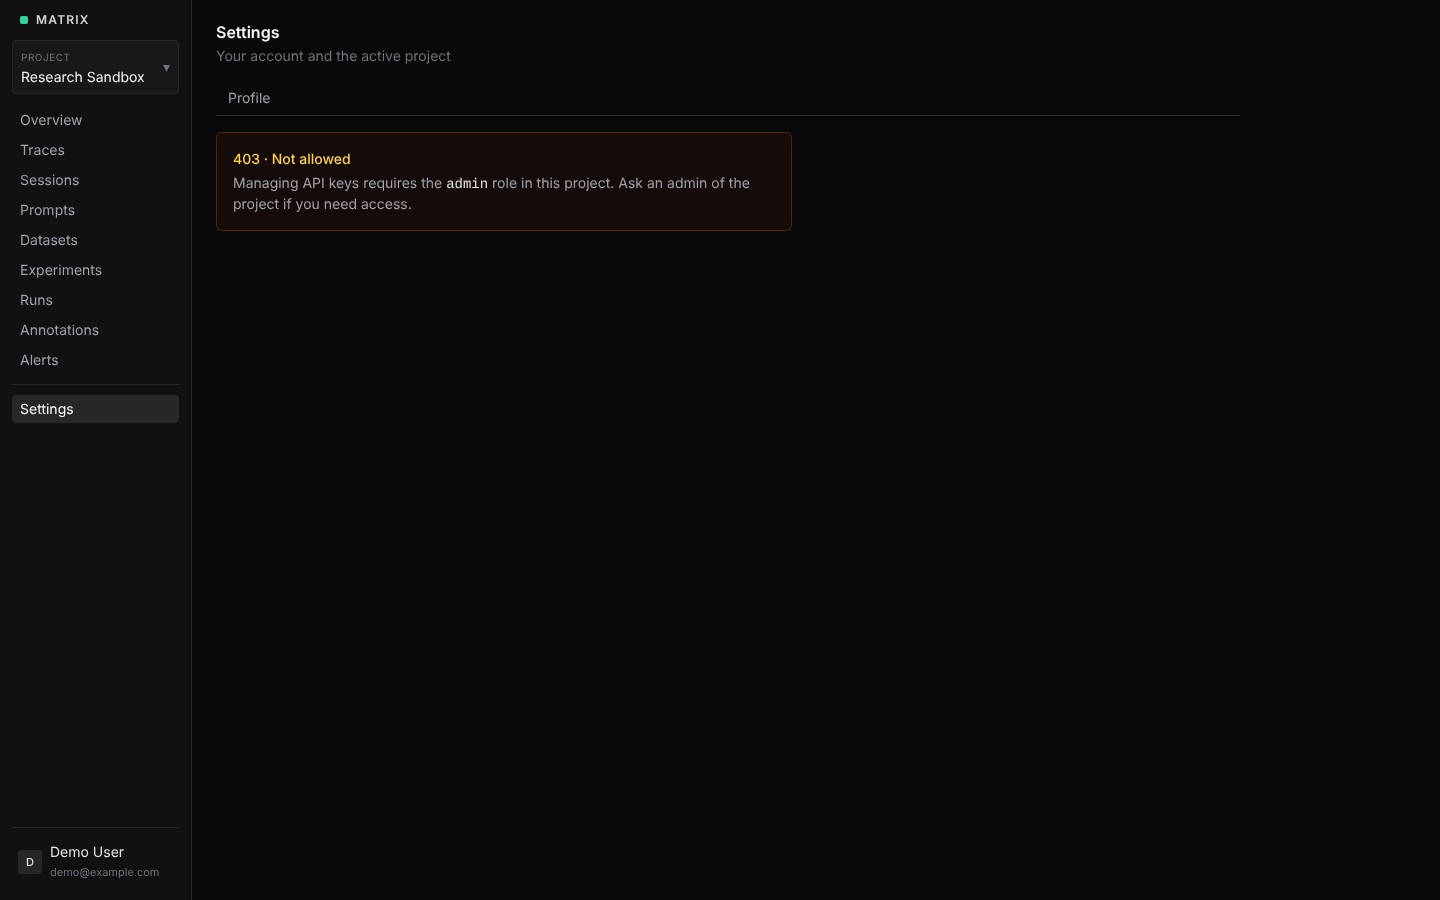 MATRIX
PROJECT
Research Sandbox
Overview
Traces
Sessions
Prompts
Datasets
Experiments
Runs
Annotations
Alerts
Settings
D
Demo User
demo@example.com
Settings
Your account and the active project
Profile
403 · Not allowed
Managing API keys requires the admin role in this project. Ask an admin of the
project if you need access.